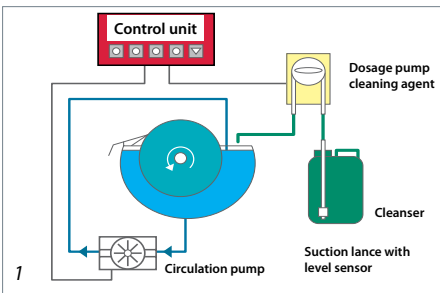 Control unit
Dosage pump
cleaning agent
Cleanser
Suction lance with
level sensor
Circulation pump
1